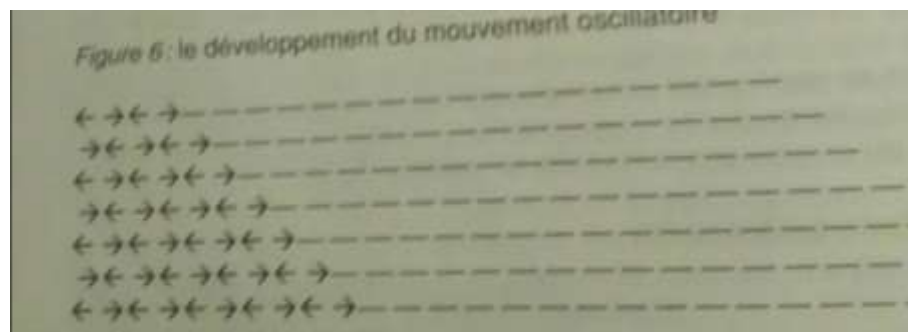 Figure 6 : le développement du mouvement oscillatoire
← →← →— — — — — — — — — — — — — — — — — — —
→← →← →— — — — — — — — — — — — — — — — — — —
← →← →← →— — — — — — — — — — — — — — — — — — —
→← →← →← →— — — — — — — — — — — — — — — — — — —
← →← →← →← →— — — — — — — — — — — — — — — — — — —
→← →← →← →← →— — — — — — — — — — — — — — — — — —
← →← →← →← →← →— — — — — — — — — — — — — — — — — —